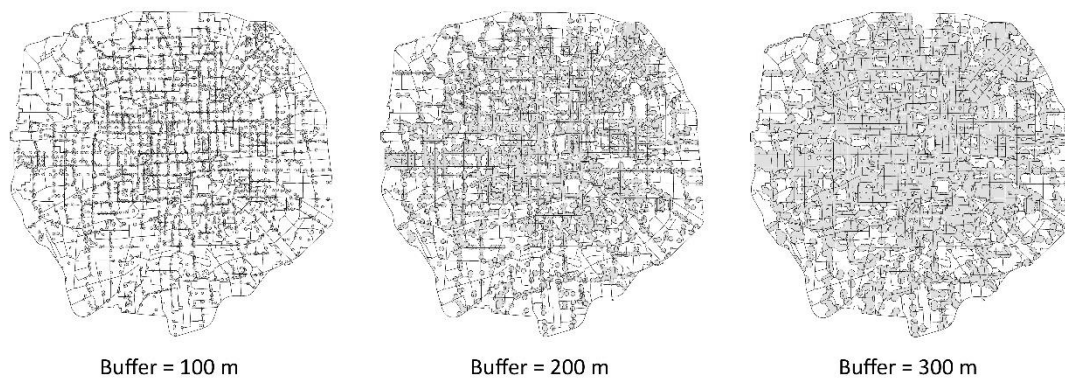 Buffer = 100 m
Buffer = 200 m
Buffer = 300 m